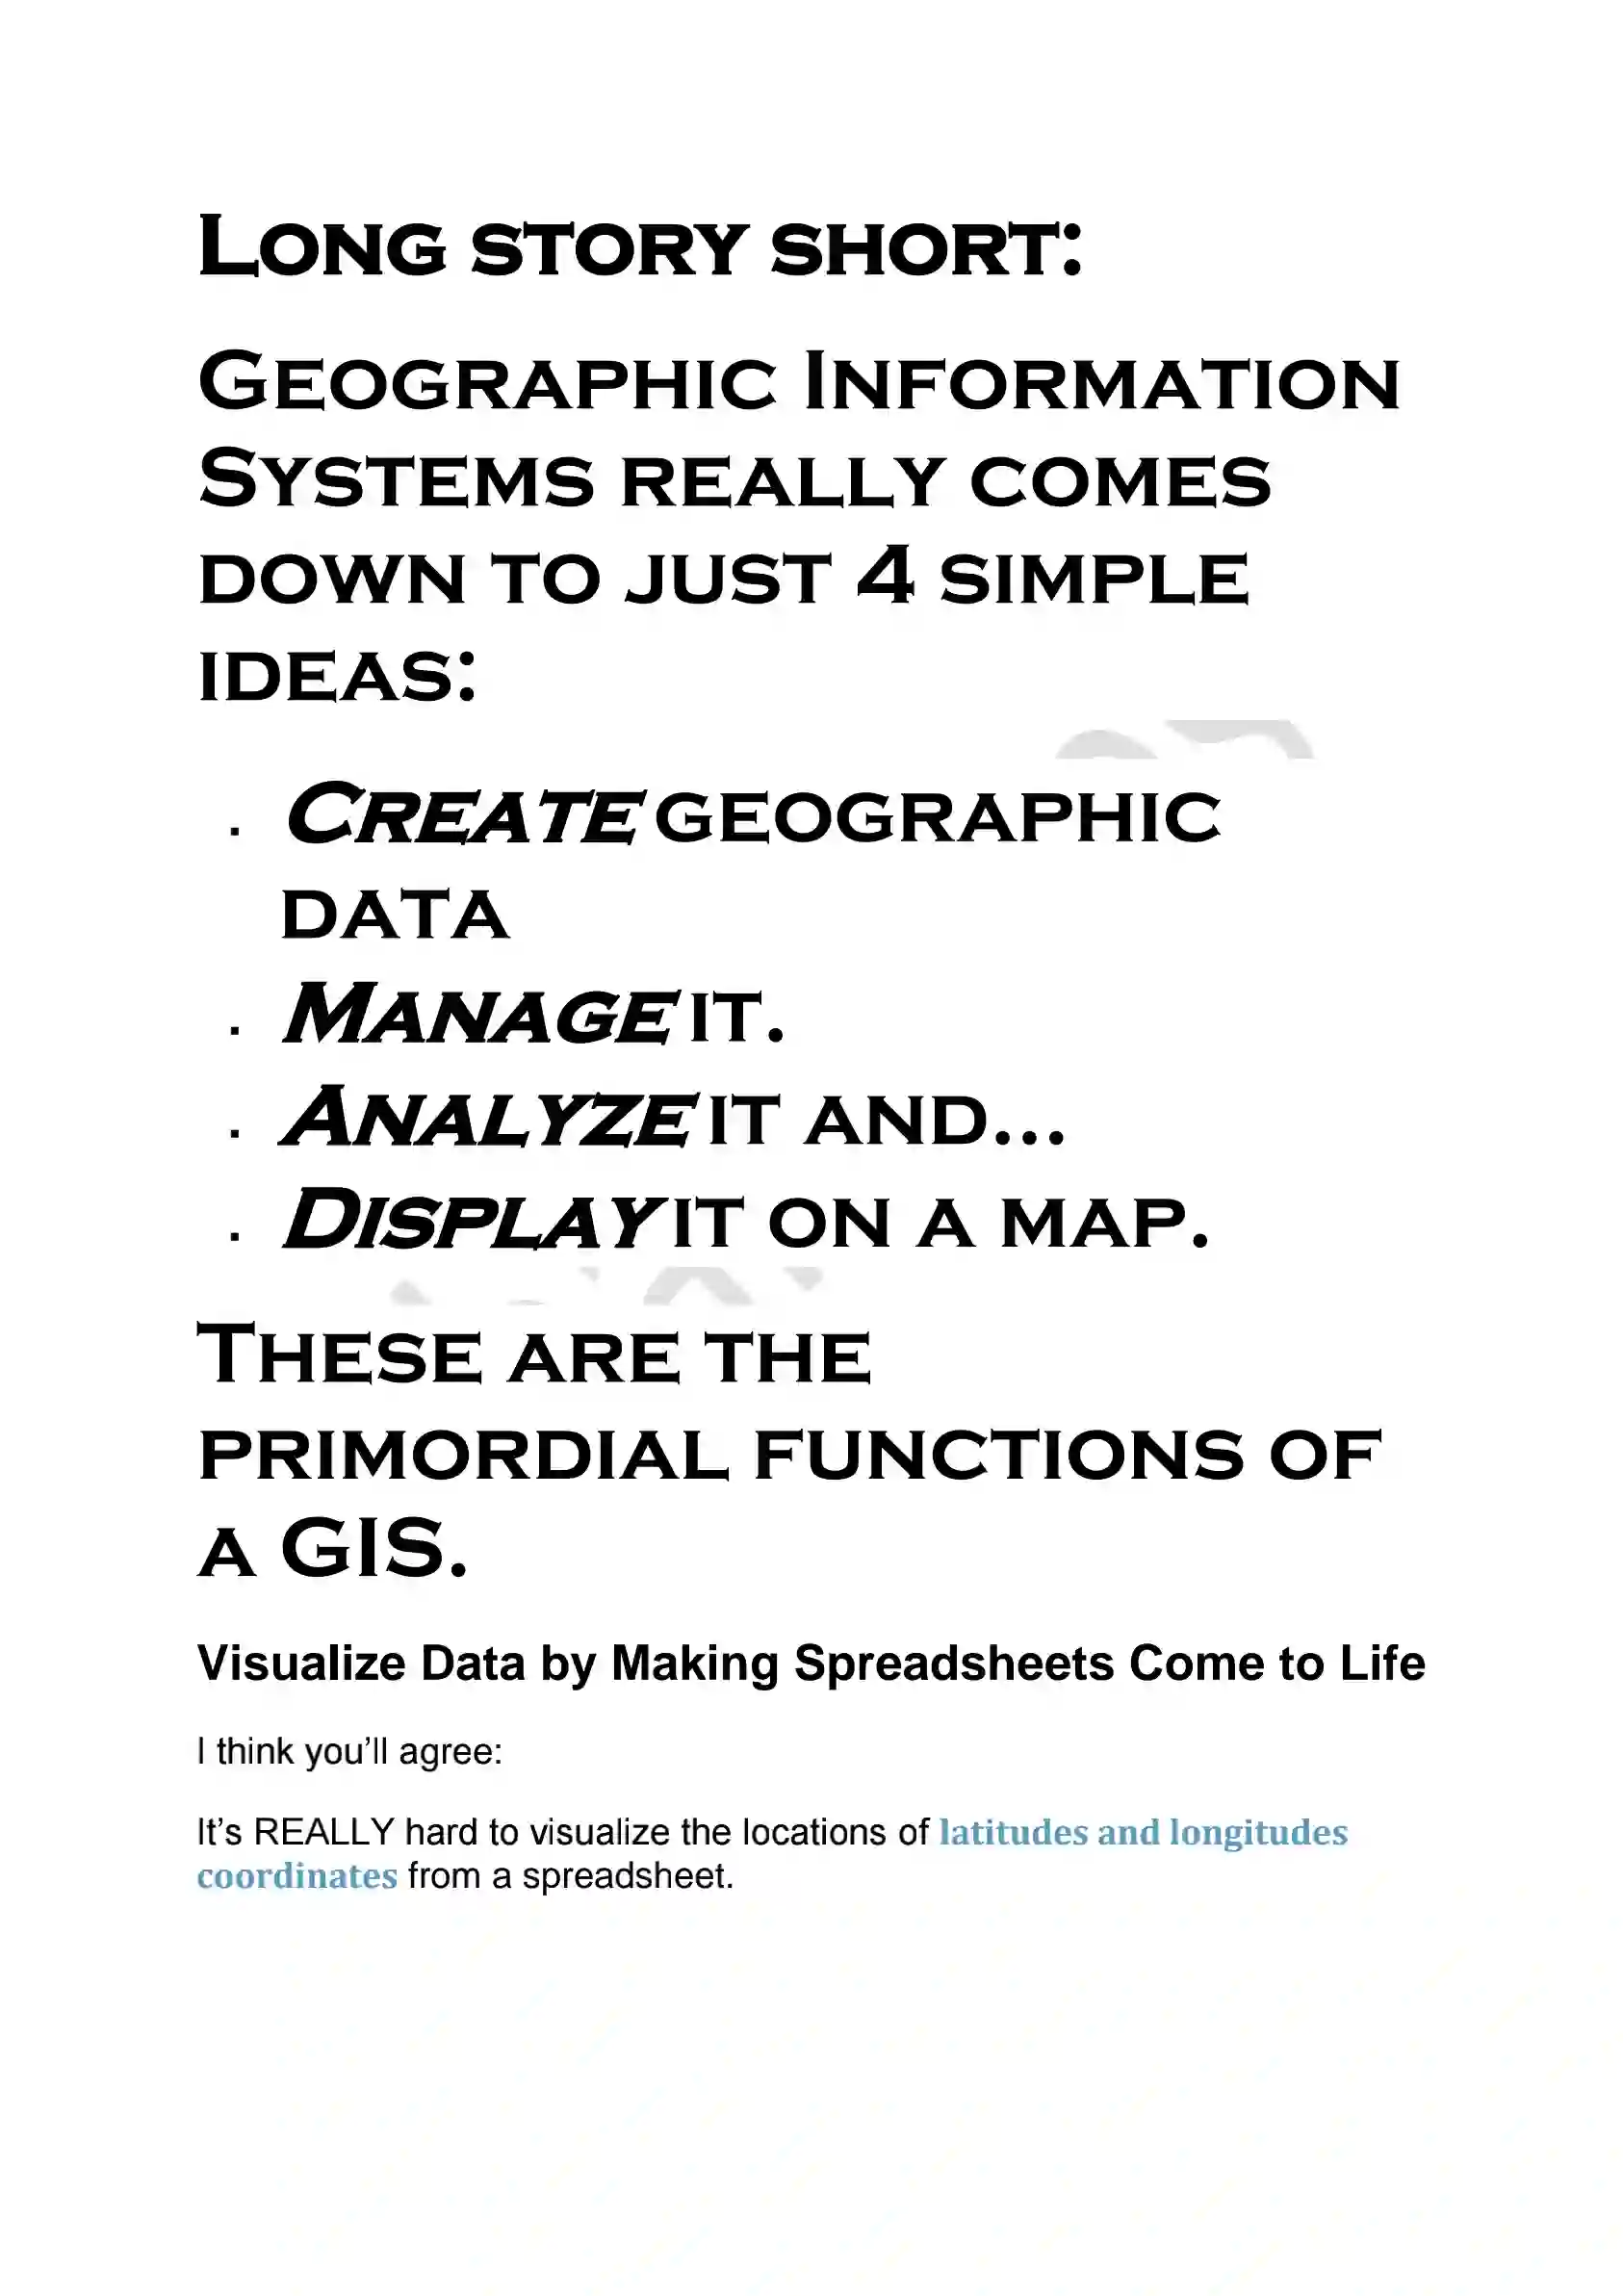 Long story short:
Geographic Information
Systems really comes
down to just 4 simple
ideas:
. Create geographic
data
. Manage it.
. Analyze it and…
. Display it on a map.
These are the
primordial functions of
a GIS.
Visualize Data by Making Spreadsheets Come to Life
I think you’ll agree:
It’s REALLY hard to visualize the locations of latitudes and longitudes
coordinates from a spreadsheet.